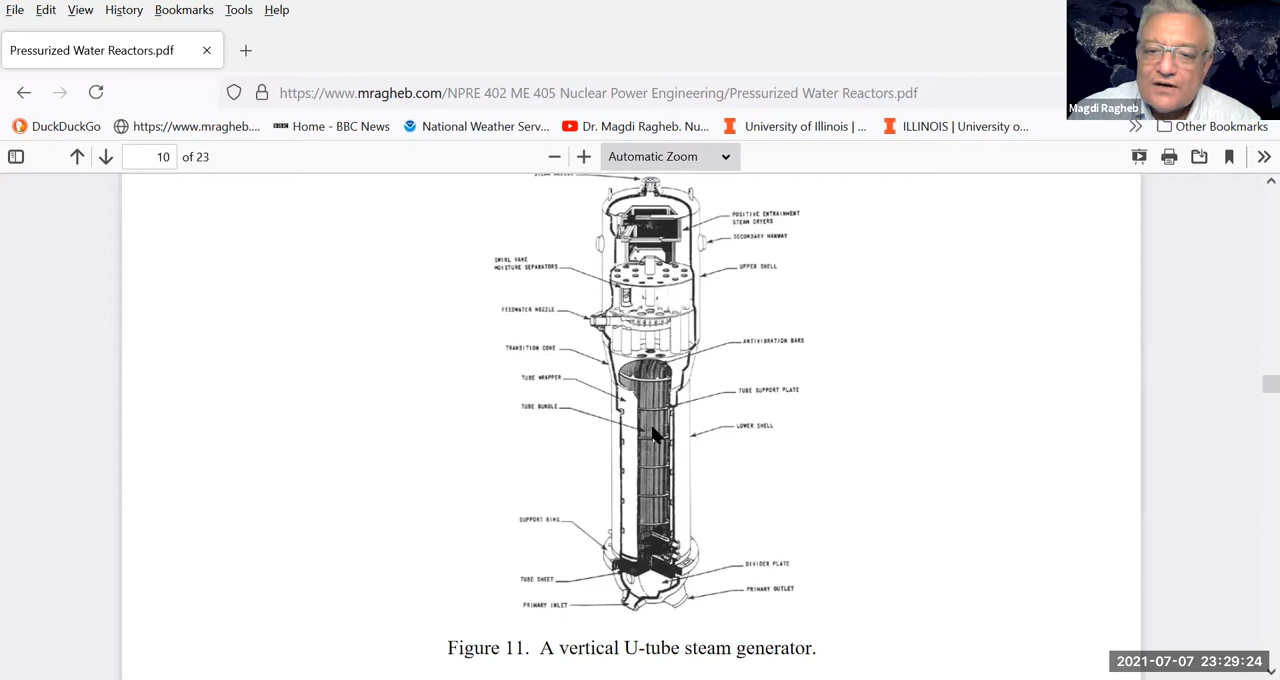 File Edit View History Bookmarks Tools Help
Pressurized Water Reactors.pdf
https://www.mragheb.com/NPRE 402 ME 405 Nuclear Power Engineering/Pressurized Water Reactors.pdf
Magdi Ragheb
DuckDuckGo https://www.mragheb.... Home - BBC News National Weather Serv... Dr. Magdi Ragheb. Nu... University of Illinois | ... ILLINOIS | University o... Other Bookmarks
BBC
10 of 23 Automatic Zoom
POSITIVE ENTRAINMENT
STEAM DRYERS
SECONDARY MANWAY
SWIRL VANE
MOISTURE SEPARATORS
UPPER SHELL
FEEDWATER NOZZLE
ANTIVIBRATION BARS
TRANSITION CONE
TUBE WRAPPER
TUBE SUPPORT PLATE
TUBE BUNDLE
LOWER SHELL
SUPPORT RING
DIVIDER PLATE
TUBE SHEET
PRIMARY OUTLET
PRIMARY INLET
Figure 11. A vertical U-tube steam generator.
2021-07-07 23:29:24